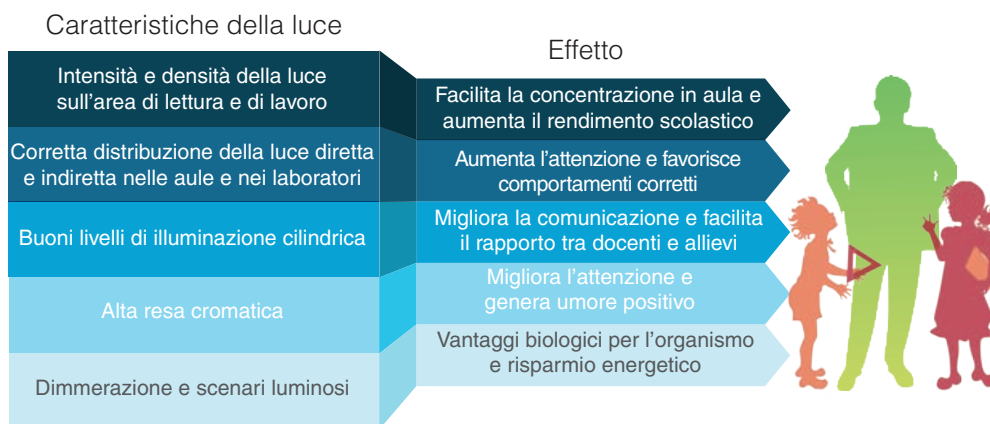 Caratteristiche della luce
Effetto
Intensità e densità della luce
sull'area di lettura e di lavoro
Facilita la concentrazione in aula e
aumenta il rendimento scolastico
Corretta distribuzione della luce diretta
e indiretta nelle aule e nei laboratori
Aumenta l'attenzione e favorisce
comportamenti corretti
Buoni livelli di illuminazione cilindrica
Migliora la comunicazione e facilita
il rapporto tra docenti e allievi
Alta resa cromatica
Migliora l'attenzione e
genera umore positivo
Dimmerazione e scenari luminosi
Vantaggi biologici per l'organismo
e risparmio energetico